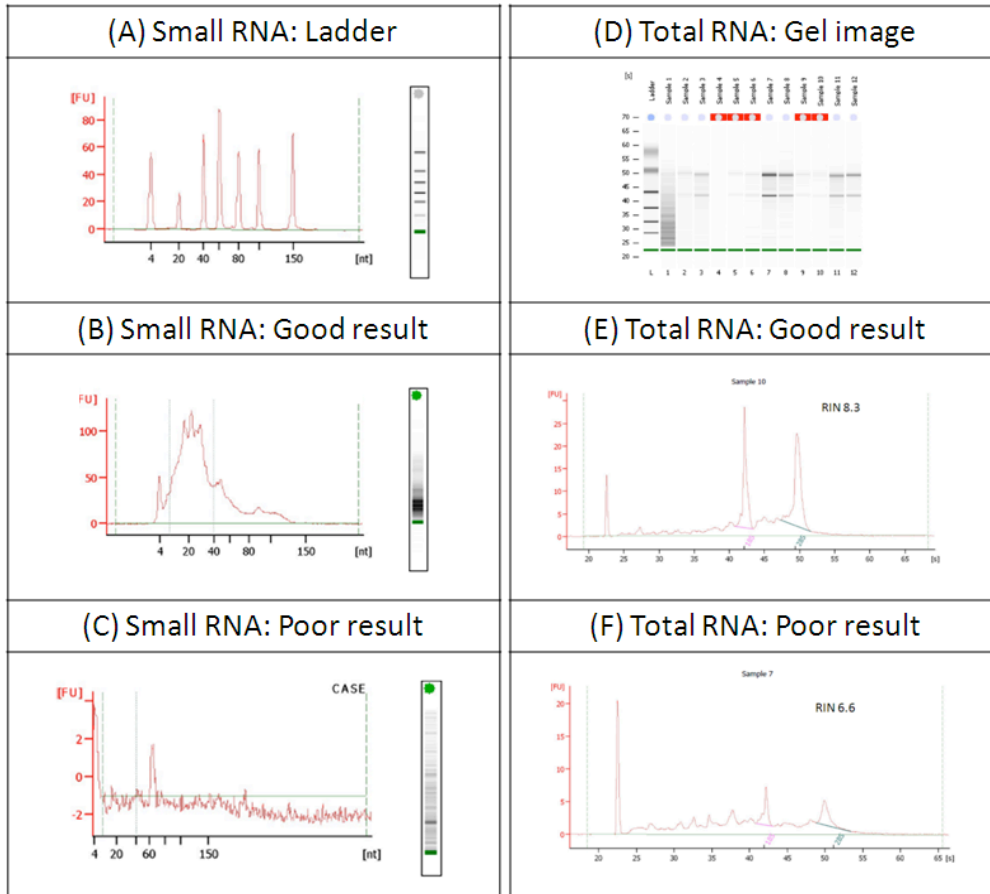 (A) Small RNA: Ladder
[FU]
80
60
40
20
0
4 20 40 80 150 [nt]
(D) Total RNA: Gel image
[s]
Ladder Sample 1 Sample 2 Sample 3 Sample 4 Sample 5 Sample 6 Sample 7 Sample 8 Sample 9 Sample 10 Sample 11 Sample 12
70
65
60
55
50
45
40
35
30
25
20
L 1 2 3 4 5 6 7 8 9 10 11 12
(B) Small RNA: Good result
FU]
100
50
0
4 20 40 80 150 [nt]
(E) Total RNA: Good result
Sample 10
[FU]
RIN 8.3
25
20
15
10
5
0
18S 28S
20 25 30 35 40 45 50 55 60 65 [s]
(C) Small RNA: Poor result
CASE
[FU]
2
0
-2
4 20 60 150 [nt]
(F) Total RNA: Poor result
Sample 7
[FU]
RIN 6.6
20
15
10
5
0
18S 28S
20 25 30 35 40 45 50 55 60 65 [s]